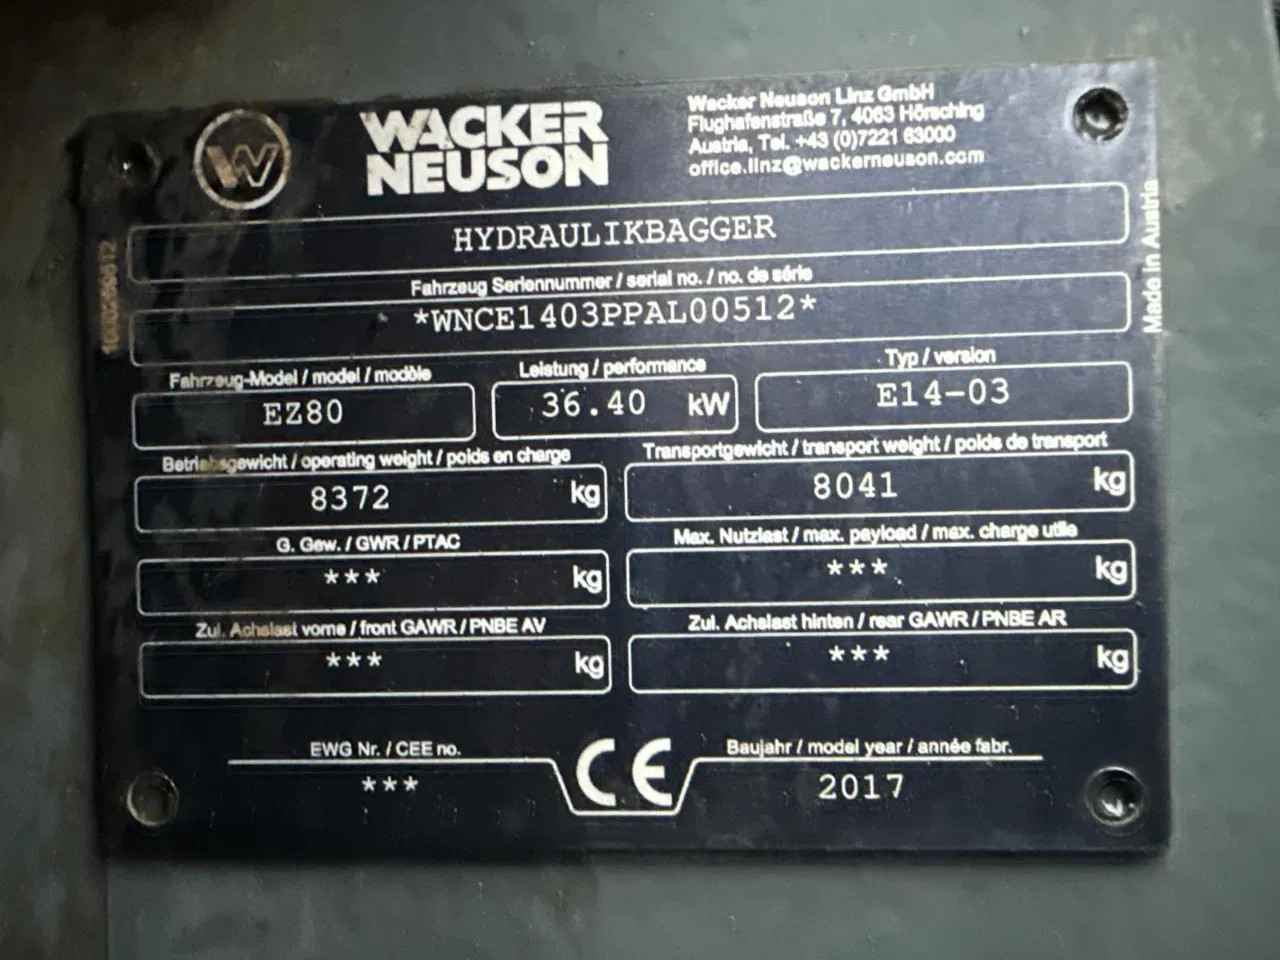 W
WACKER
NEUSON
Wacker Neuson Linz GmbH
Flughafenstraße 7, 4063 Hörsching
Austria, Tel. +43 (0)7221 63000
office.linz@wackerneuson.com
HYDRAULIKBAGGER
Fahrzeug Seriennummer / serial no. / no. de série
*WNCE1403PPAL00512*
Fahrzeug-Model / model / modèle
EZ80
Leistung / performance
36.40 kW
Typ / version
E14-03
Betriebsgewicht / operating weight / poids en charge
8372 kg
Transportgewicht / transport weight / poids de transport
8041 kg
G. Gew. / GWR / PTAC
*** kg
Max. Nutzlast / max. payload / max. charge utile
*** kg
Zul. Achslast vorne / front GAWR / PNBE AV
*** kg
Zul. Achslast hinten / rear GAWR / PNBE AR
*** kg
EWG Nr. / CEE no.
***
CE
Baujahr / model year / année fabr.
2017
Made in Austria